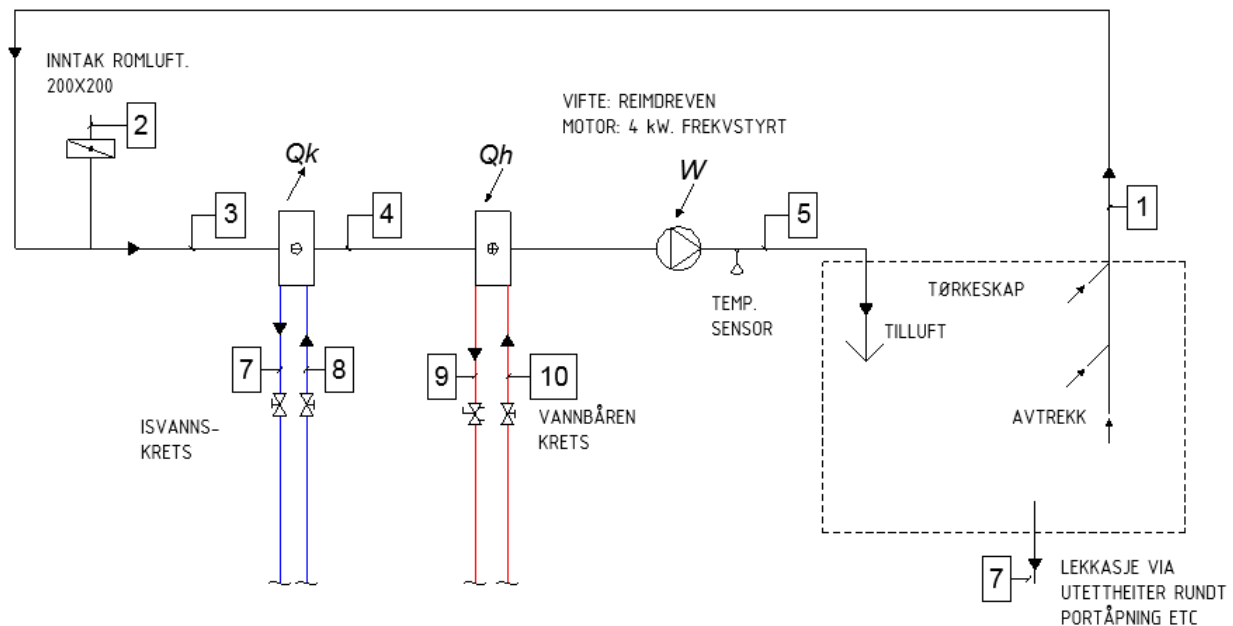 INNTAK ROMLUFT.
200X200
2
VIFTE: REIMDREVEN
MOTOR: 4 kW. FREKVSTYRT
Qk
Qh
W
3
4
5
1
TEMP.
SENSOR
TØRKESKAP
TILLUFT
AVTREKK
7
8
9
10
ISVANNS-
KRETS
VANNBÅREN
KRETS
7
LEKKASJE VIA
UTETTHEITER RUNDT
PORTÅPNING ETC